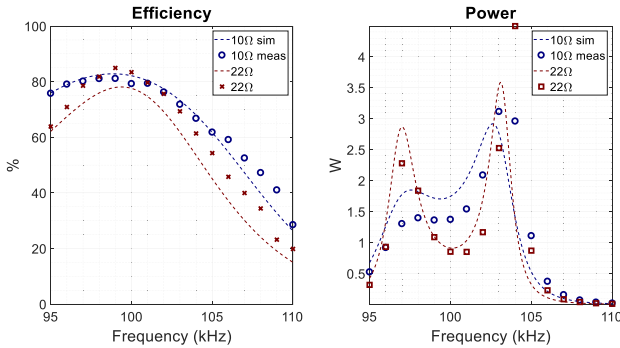 Efficiency
100
80
60
40
20
0
%
95
100
105
110
Frequency (kHz)
10Ω sim
10Ω meas
22Ω
22Ω
Power
4
3.5
3
2.5
2
1.5
1
0.5
W
95
100
105
110
Frequency (kHz)
10Ω sim
10Ω meas
22Ω
22Ω